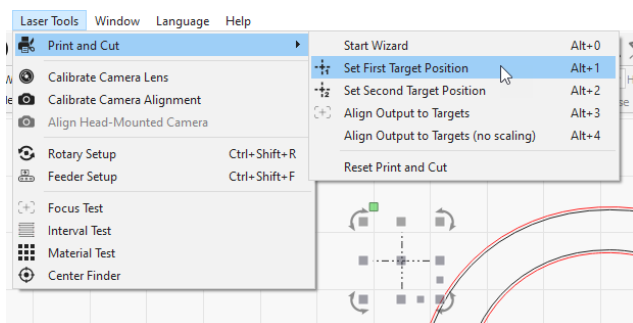 Laser Tools Window Language Help
Print and Cut
Calibrate Camera Lens
Calibrate Camera Alignment
Align Head-Mounted Camera
Rotary Setup Ctrl+Shift+R
Feeder Setup Ctrl+Shift+F
Focus Test
Interval Test
Material Test
Center Finder
Start Wizard Alt+0
Set First Target Position Alt+1
Set Second Target Position Alt+2
Align Output to Targets Alt+3
Align Output to Targets (no scaling) Alt+4
Reset Print and Cut